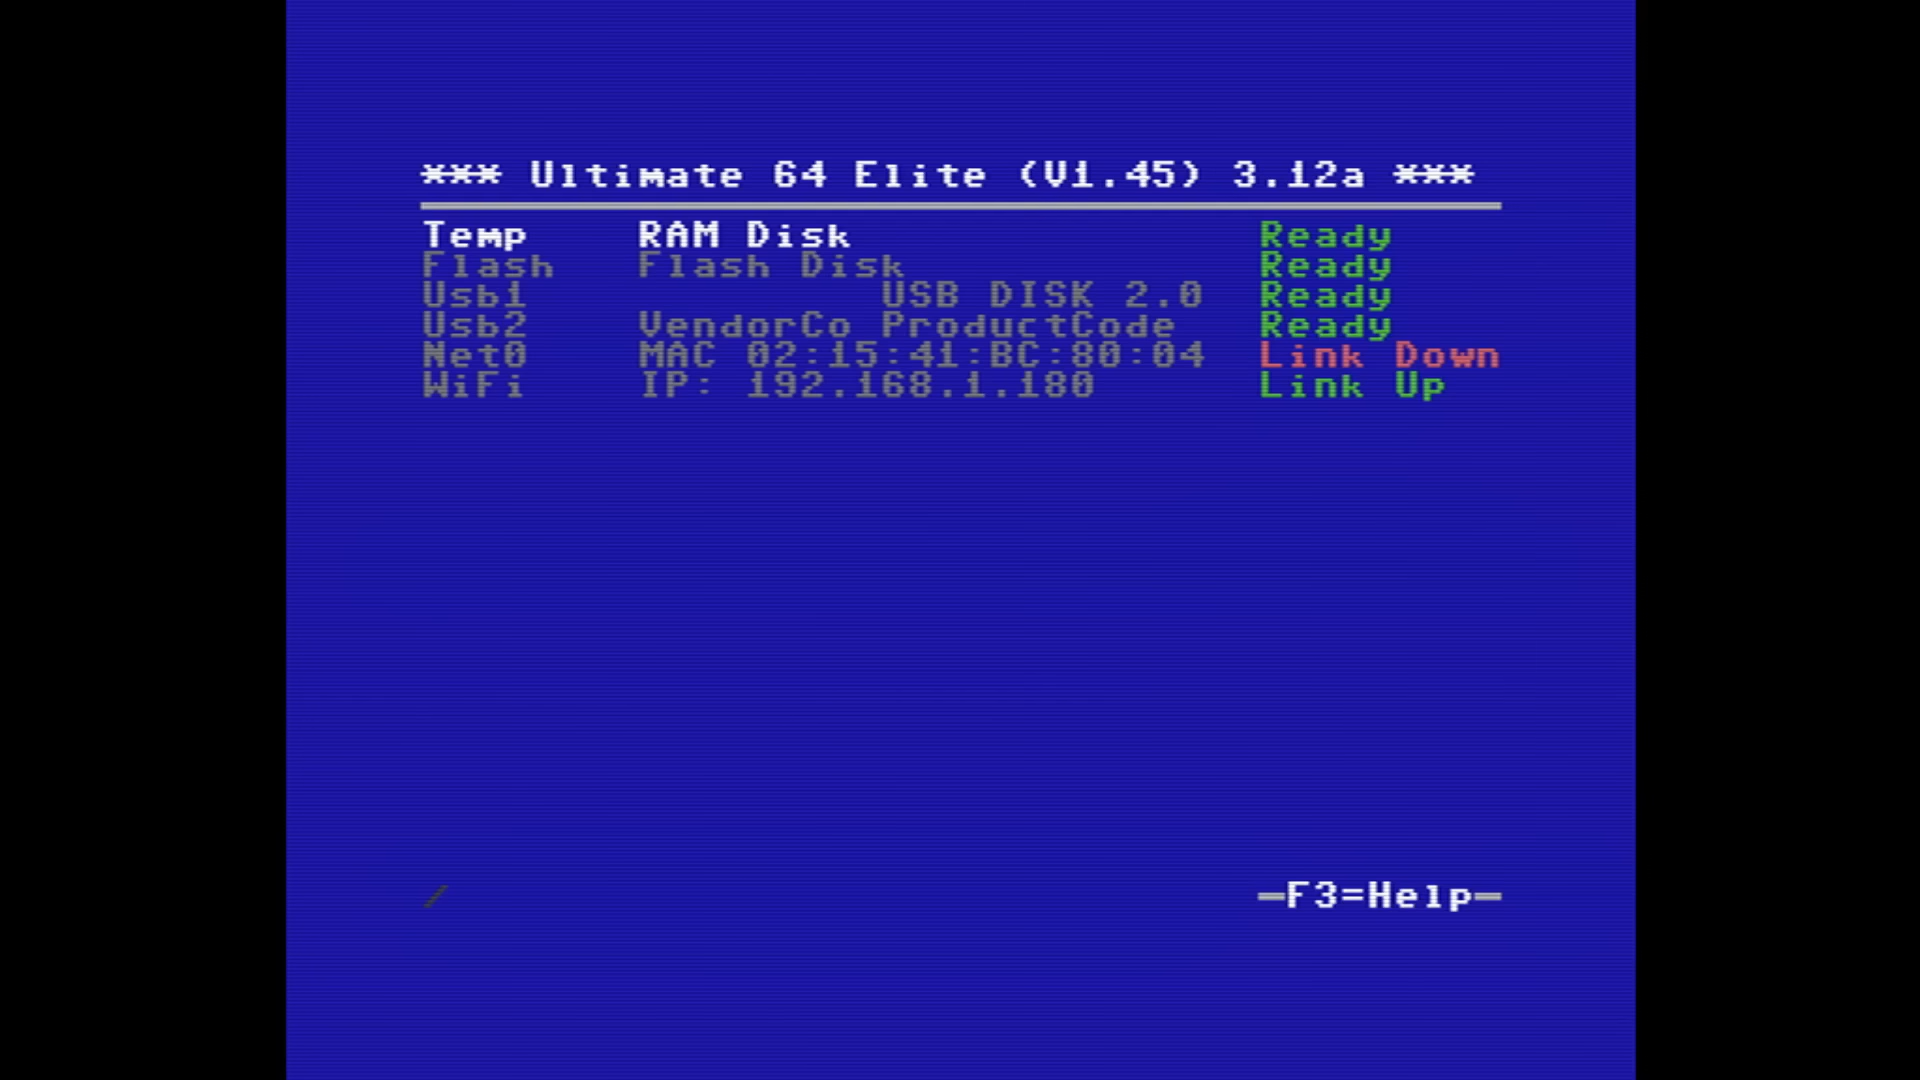 *** Ultimate 64 Elite (V1.45) 3.12a ***
Temp RAM Disk Ready
Flash Flash Disk Ready
Usb1 USB DISK 2.0 Ready
Usb2 VendorCo ProductCode Ready
Net0 MAC 02:15:41:BC:80:04 Link Down
WiFi IP: 192.168.1.180 Link Up
/ —F3=Help—